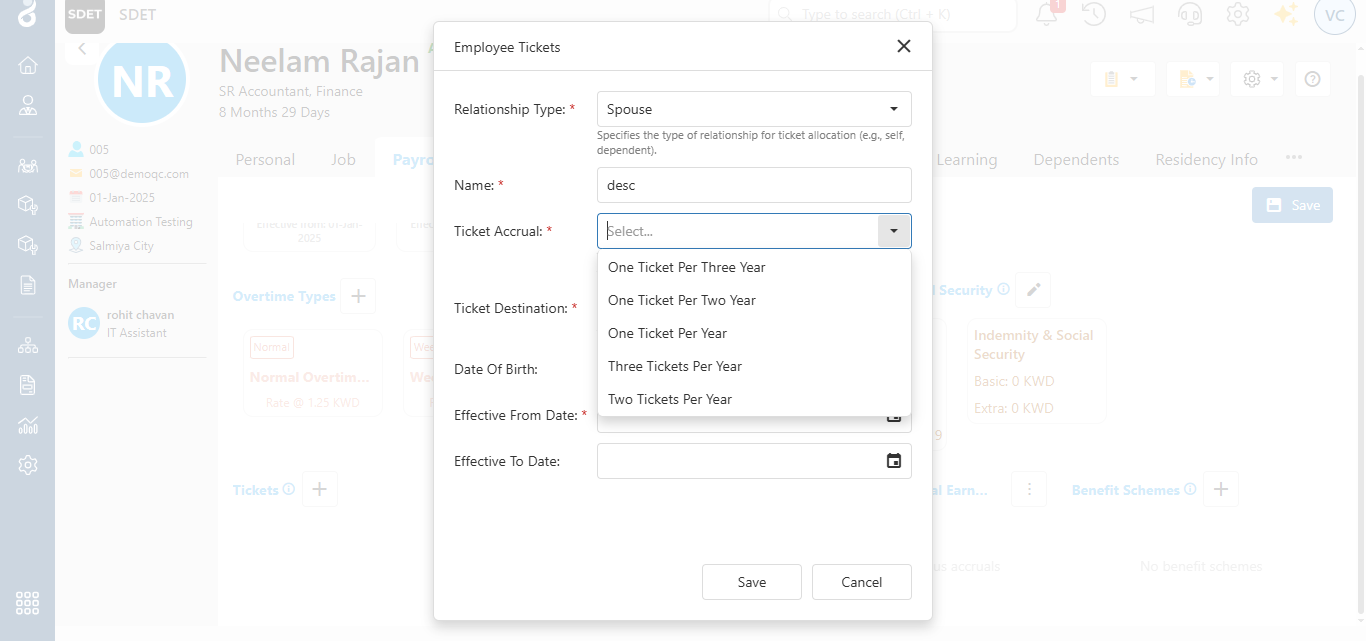 SDET
SDET
Type to search (Ctrl + K)
1
VC
NR
Neelam Rajan
SR Accountant, Finance
8 Months 29 Days
005
005@demoqc.com
01-Jan-2025
Automation Testing
Salmiya City
Manager
RC
rohit chavan
IT Assistant
Personal
Job
Learning
Dependents
Residency Info
Save
Effective from: 01-Jan-
2025
Overtime Types
Normal
Normal Overtim...
Rate @ 1.25 KWD
Tickets
Employee Tickets
Relationship Type: *
Spouse
Specifies the type of relationship for ticket allocation (e.g., self,
dependent).
Name: *
desc
Ticket Accrual: *
Select...
One Ticket Per Three Year
One Ticket Per Two Year
One Ticket Per Year
Three Tickets Per Year
Two Tickets Per Year
Ticket Destination: *
Date Of Birth:
Effective From Date: *
Effective To Date:
Save
Cancel
Security
Indemnity & Social
Security
Basic: 0 KWD
Extra: 0 KWD
9
Earn...
Benefit Schemes
accruals
No benefit schemes